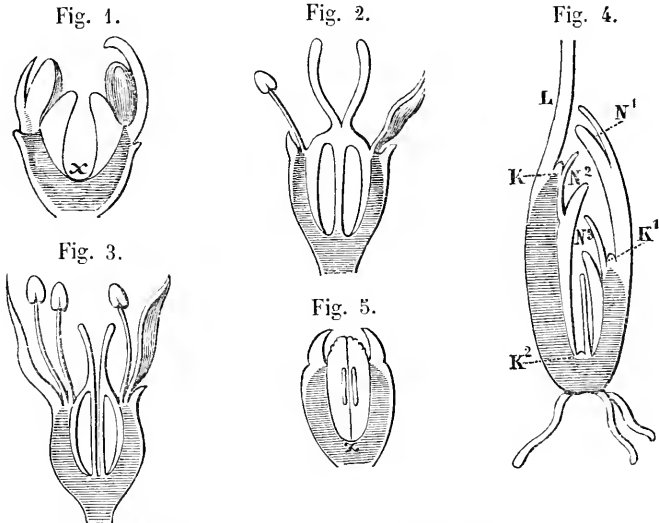 Fig. 1.
x
Fig. 2.
Fig. 3.
Fig. 4.
L
N¹
K
N²
N³
K¹
K²
Fig. 5.
x